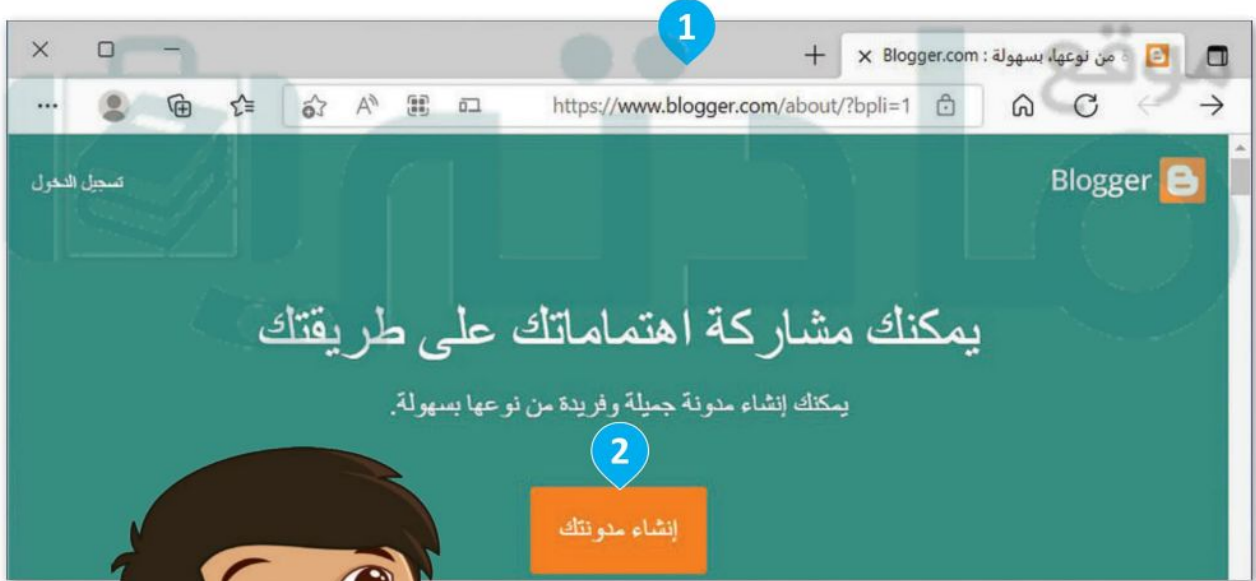 1
ة من نوعها، بسهولة : Blogger.com
https://www.blogger.com/about/?bpli=1
Blogger
تسجيل الدخول
يمكنك مشاركة اهتماماتك على طريقتك
يمكنك إنشاء مدونة جميلة وفريدة من نوعها بسهولة.
2
إنشاء مدونتك
موقع